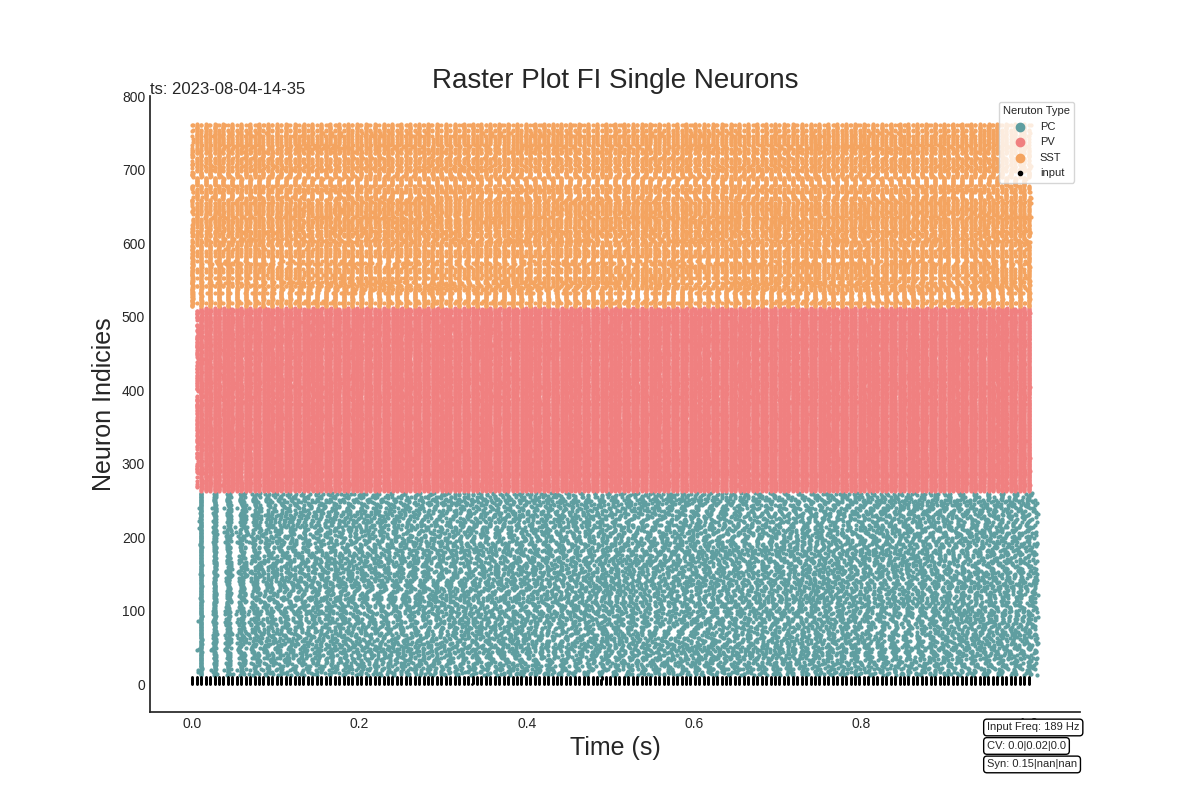 Raster Plot FI Single Neurons
ts: 2023-08-04-14-35
Neruton Type
PC
PV
SST
input
Neuron Indicies
800
700
600
500
400
300
200
100
0
0.0
0.2
0.4
0.6
0.8
Time (s)
Input Freq: 189 Hz
CV: 0.0|0.02|0.0
Syn: 0.15|nan|nan